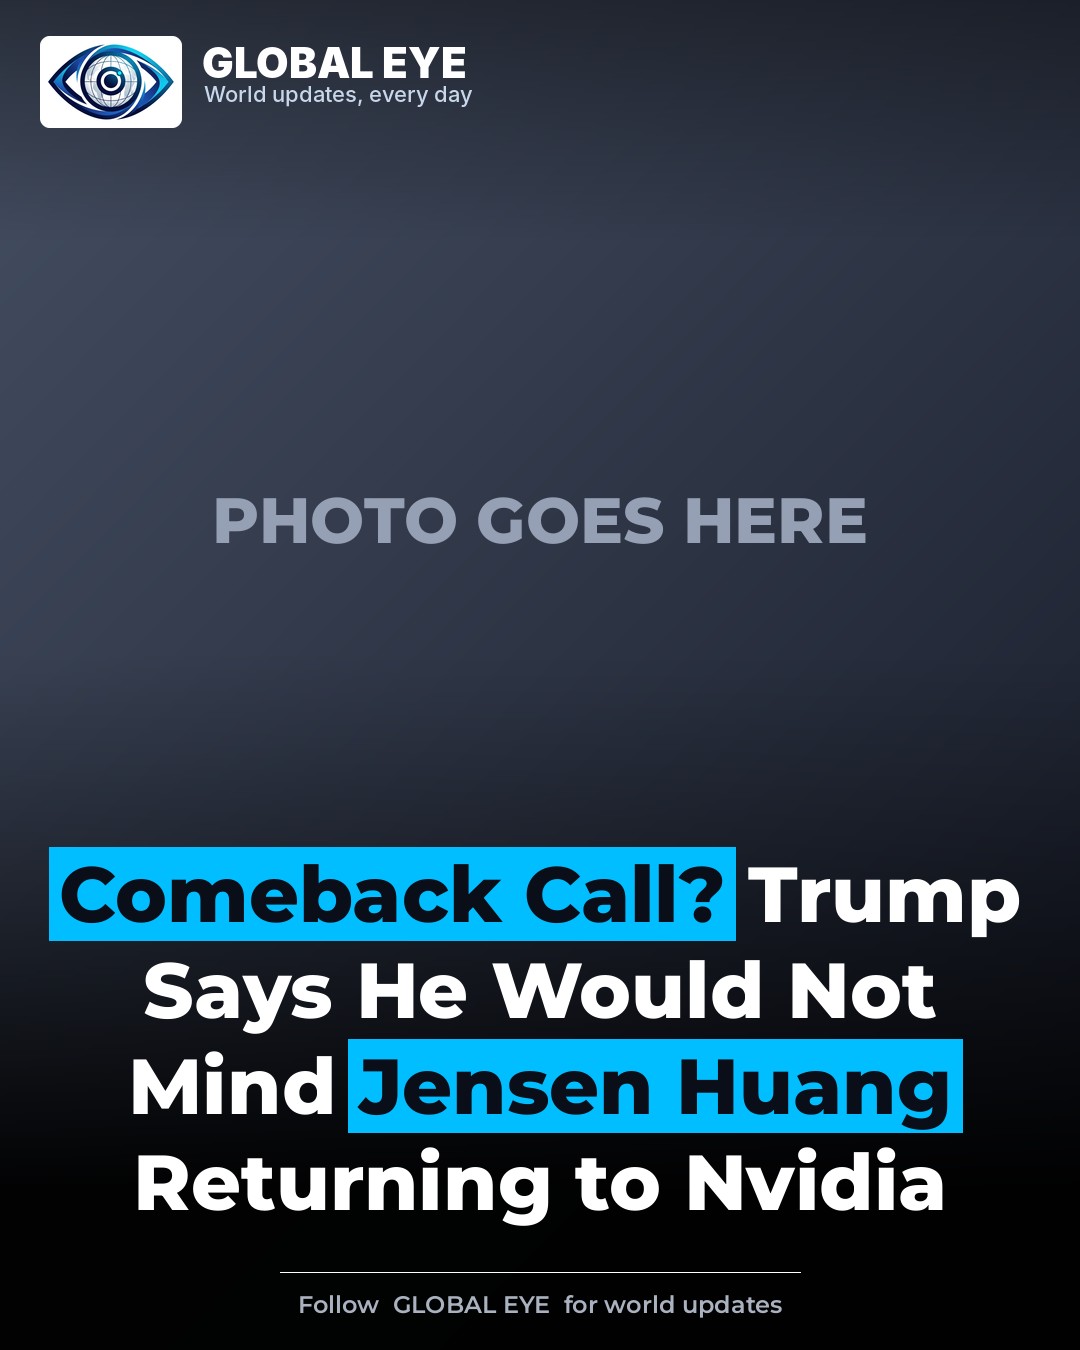 GLOBAL EYE
World updates, every day
PHOTO GOES HERE
Comeback Call? Trump
Says He Would Not
Mind Jensen Huang
Returning to Nvidia
Follow GLOBAL EYE for world updates